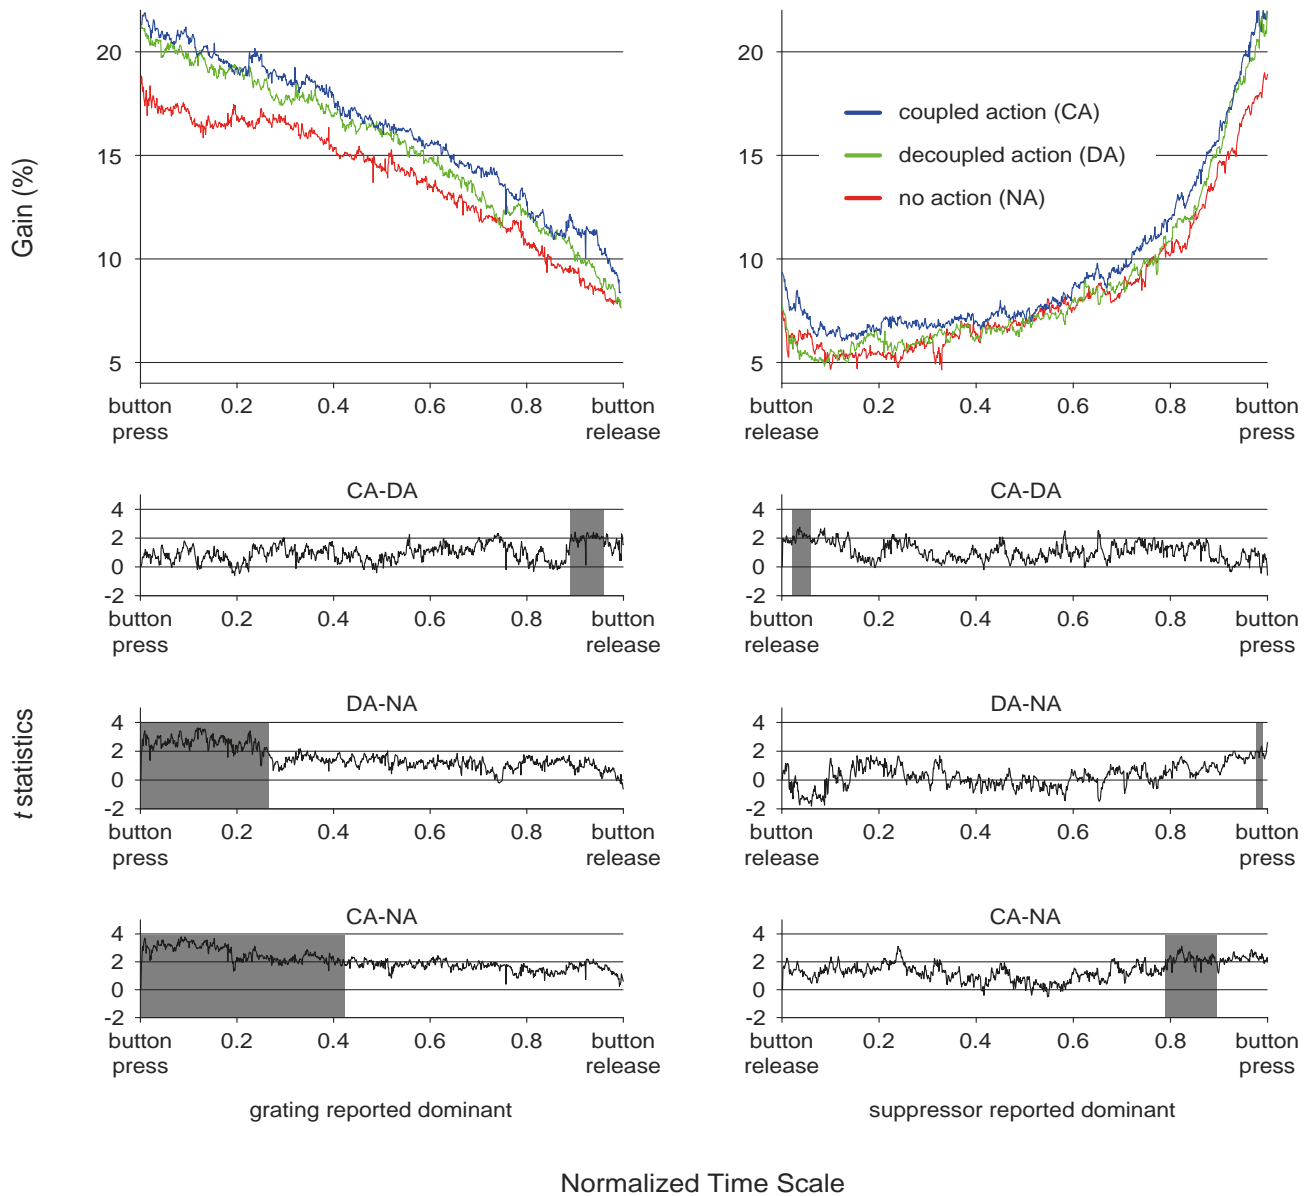 Gain (%)
20
15
10
5
button press
0.2
0.4
0.6
0.8
button release
20
15
10
5
coupled action (CA)
decoupled action (DA)
no action (NA)
button release
0.2
0.4
0.6
0.8
button press
t statistics
CA-DA
4
2
0
-2
button press
0.2
0.4
0.6
0.8
button release
CA-DA
4
2
0
-2
button release
0.2
0.4
0.6
0.8
button press
DA-NA
4
2
0
-2
button press
0.2
0.4
0.6
0.8
button release
DA-NA
4
2
0
-2
button release
0.2
0.4
0.6
0.8
button press
CA-NA
4
2
0
-2
button press
0.2
0.4
0.6
0.8
button release
CA-NA
4
2
0
-2
button release
0.2
0.4
0.6
0.8
button press
grating reported dominant
suppressor reported dominant
Normalized Time Scale